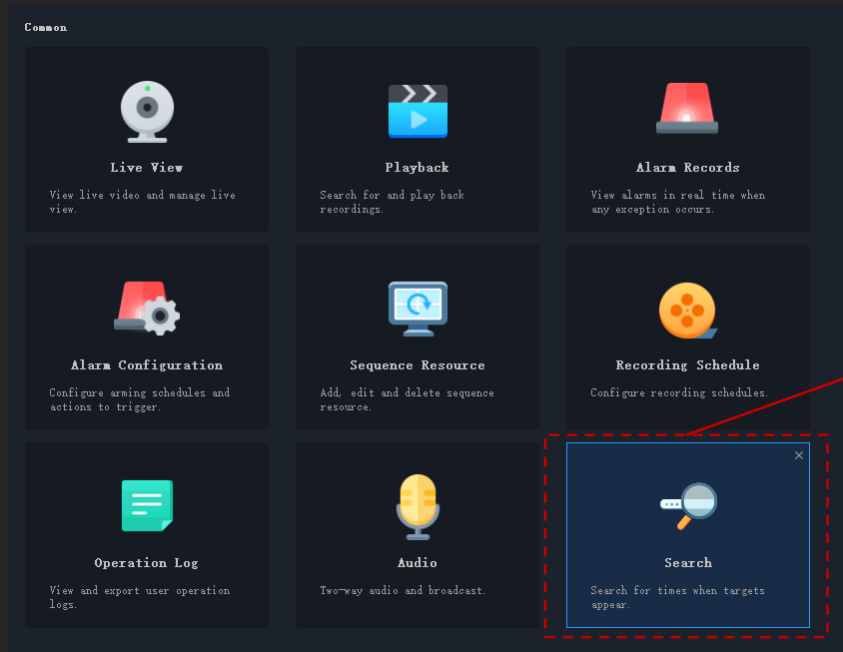 Common
Live View
View live video and manage live
view.
Playback
Search for and play back
recordings.
Alarm Records
View alarms in real time when
any exception occurs.
Alarm Configuration
Configure arming schedules and
actions to trigger.
Sequence Resource
Add, edit and delete sequence
resource.
Recording Schedule
Configure recording schedules.
Operation Log
View and export user operation
logs.
Audio
Two-way audio and broadcast.
Search
Search for times when targets
appear.